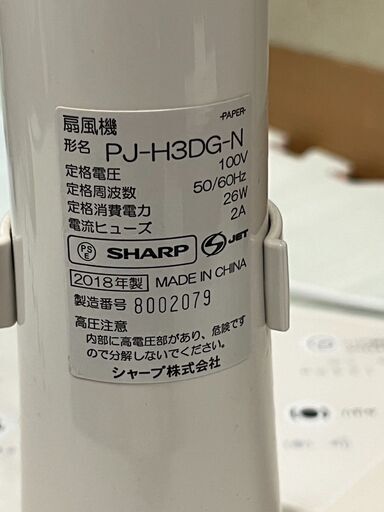 -PAPER-
扇風機
形名 PJ-H3DG-N
定格電圧 100V
定格周波数 50/60Hz
定格消費電力 26W
電流ヒューズ 2A
PSE SHARP S JET
2018年製 MADE IN CHINA
製造番号 8002079
高圧注意
内部に高電圧部があり、危険です
ので分解しないでください。
シャープ株式会社